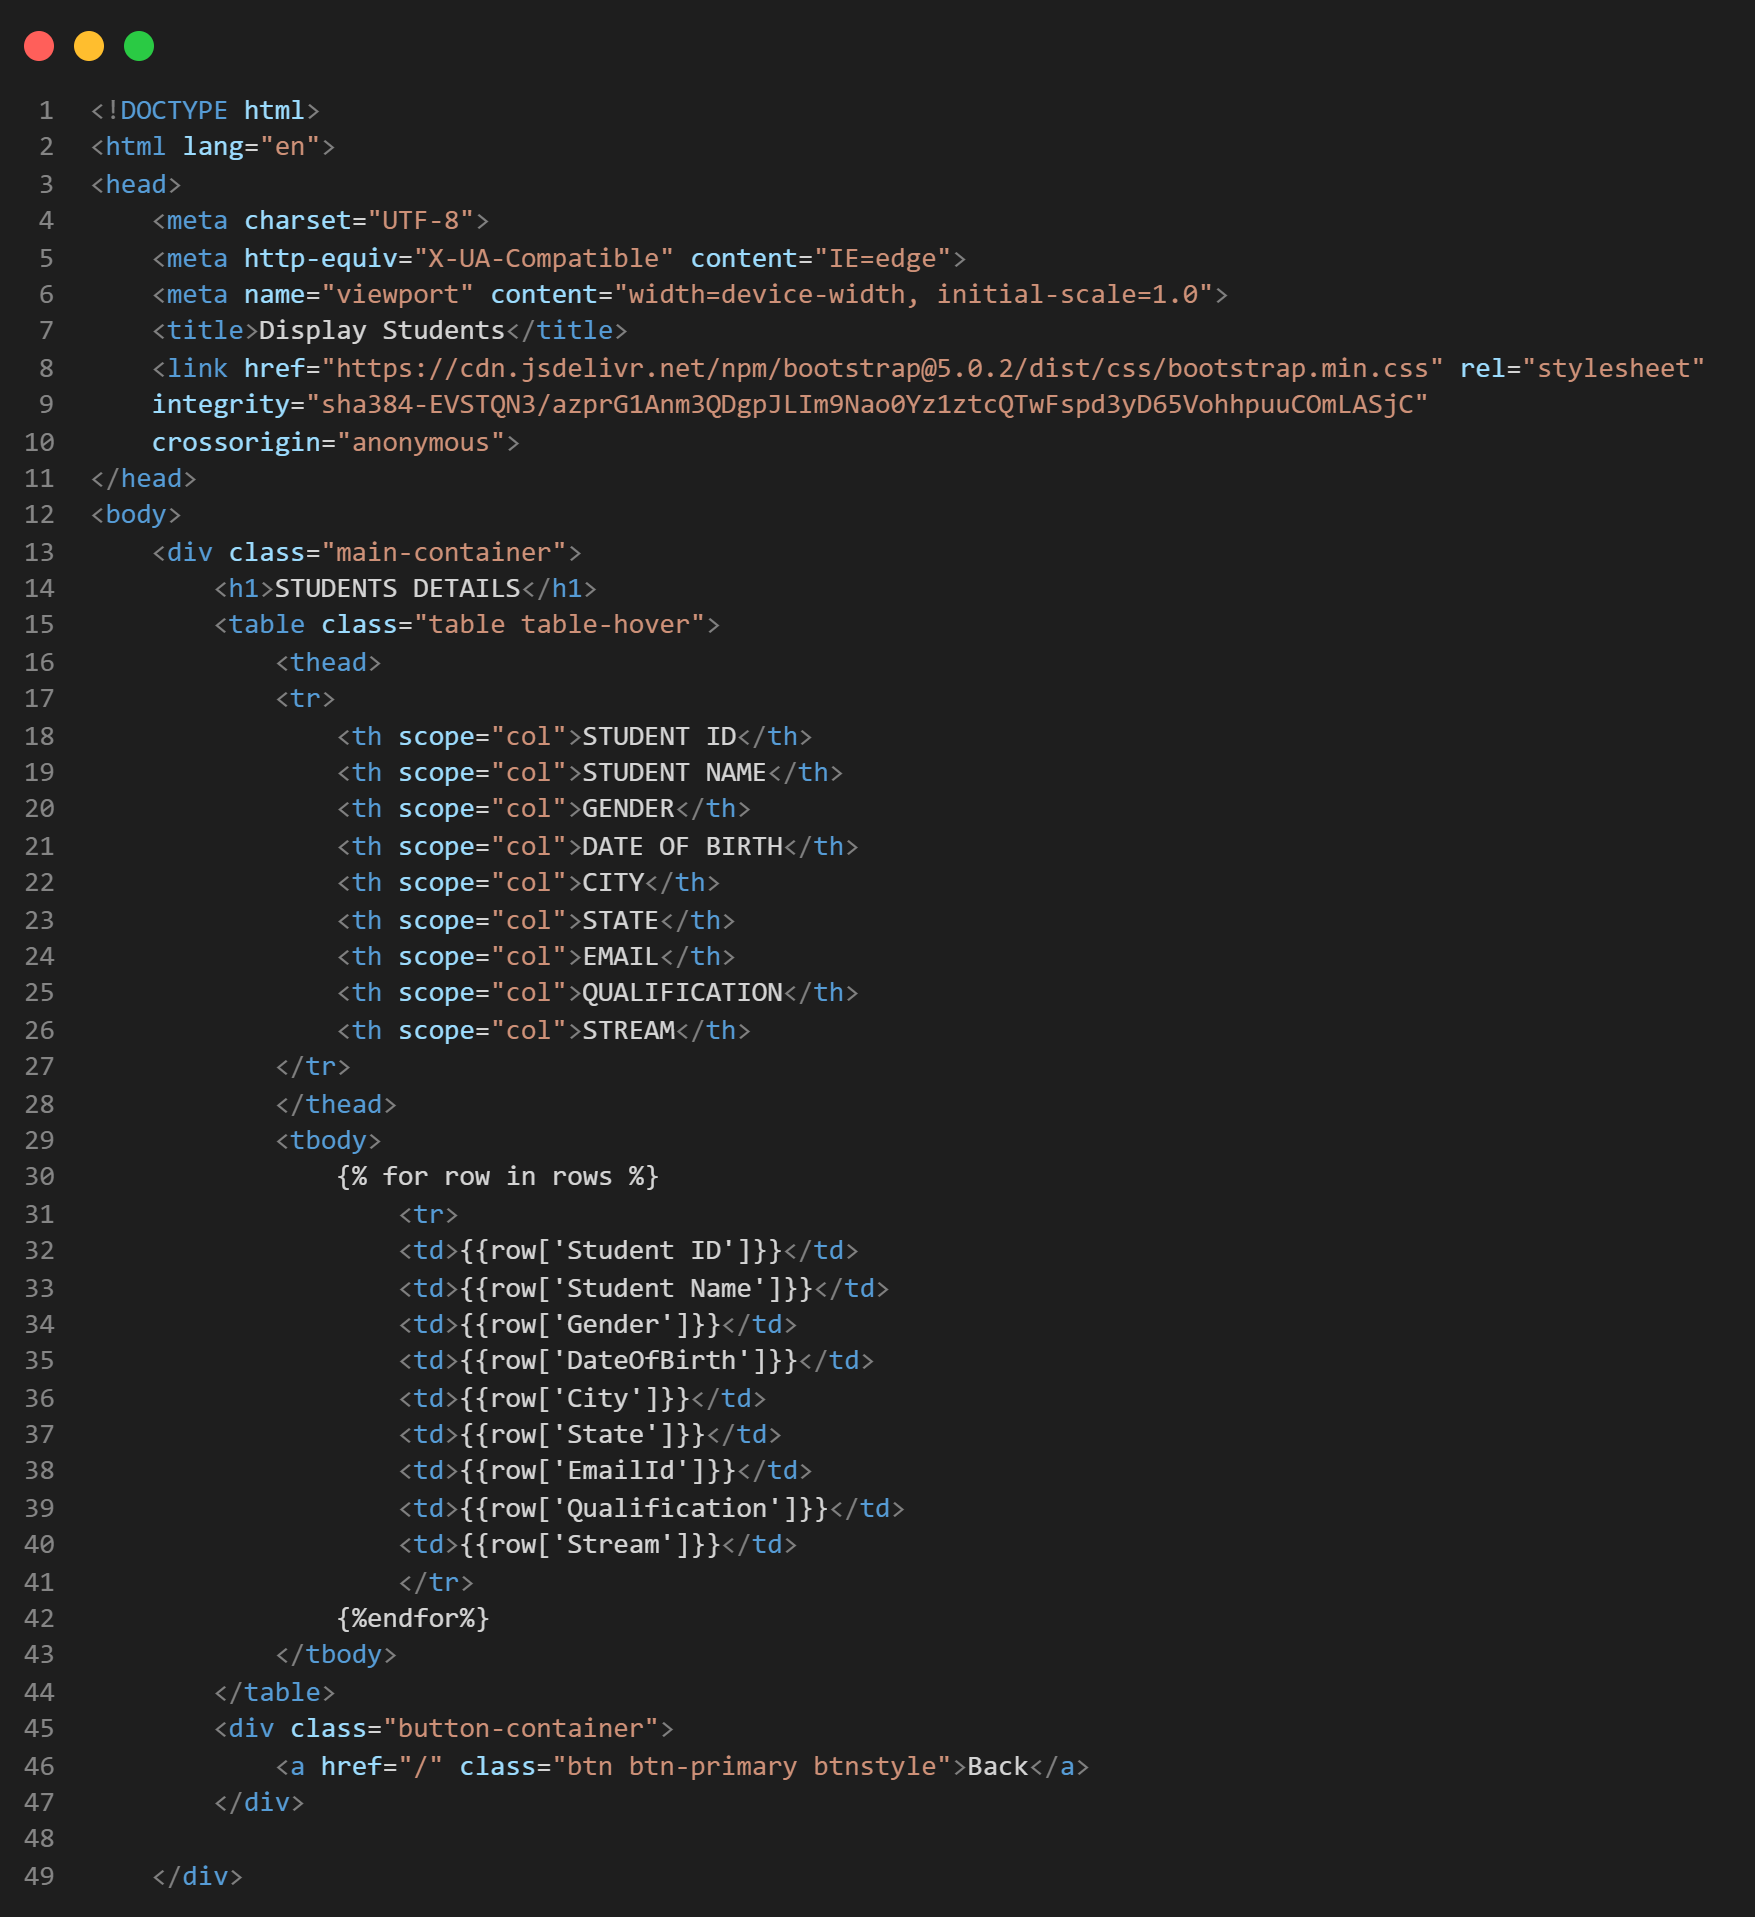 1 <!DOCTYPE html>
2 <html lang="en">
3 <head>
4     <meta charset="UTF-8">
5     <meta http-equiv="X-UA-Compatible" content="IE=edge">
6     <meta name="viewport" content="width=device-width, initial-scale=1.0">
7     <title>Display Students</title>
8     <link href="https://cdn.jsdelivr.net/npm/bootstrap@5.0.2/dist/css/bootstrap.min.css" rel="stylesheet"
9     integrity="sha384-EVSTQN3/azprG1Anm3QDgpJLIm9Nao0Yz1ztcQTwFspd3yD65VohhpuuCOmLASjC"
10     crossorigin="anonymous">
11 </head>
12 <body>
13     <div class="main-container">
14         <h1>STUDENTS DETAILS</h1>
15         <table class="table table-hover">
16             <thead>
17             <tr>
18                 <th scope="col">STUDENT ID</th>
19                 <th scope="col">STUDENT NAME</th>
20                 <th scope="col">GENDER</th>
21                 <th scope="col">DATE OF BIRTH</th>
22                 <th scope="col">CITY</th>
23                 <th scope="col">STATE</th>
24                 <th scope="col">EMAIL</th>
25                 <th scope="col">QUALIFICATION</th>
26                 <th scope="col">STREAM</th>
27             </tr>
28             </thead>
29             <tbody>
30                 {% for row in rows %}
31                     <tr>
32                     <td>{{row['Student ID']}}</td>
33                     <td>{{row['Student Name']}}</td>
34                     <td>{{row['Gender']}}</td>
35                     <td>{{row['DateOfBirth']}}</td>
36                     <td>{{row['City']}}</td>
37                     <td>{{row['State']}}</td>
38                     <td>{{row['EmailId']}}</td>
39                     <td>{{row['Qualification']}}</td>
40                     <td>{{row['Stream']}}</td>
41                     </tr>
42                 {%endfor%}
43             </tbody>
44         </table>
45         <div class="button-container">
46             <a href="/" class="btn btn-primary btnstyle">Back</a>
47         </div>
48
49     </div>